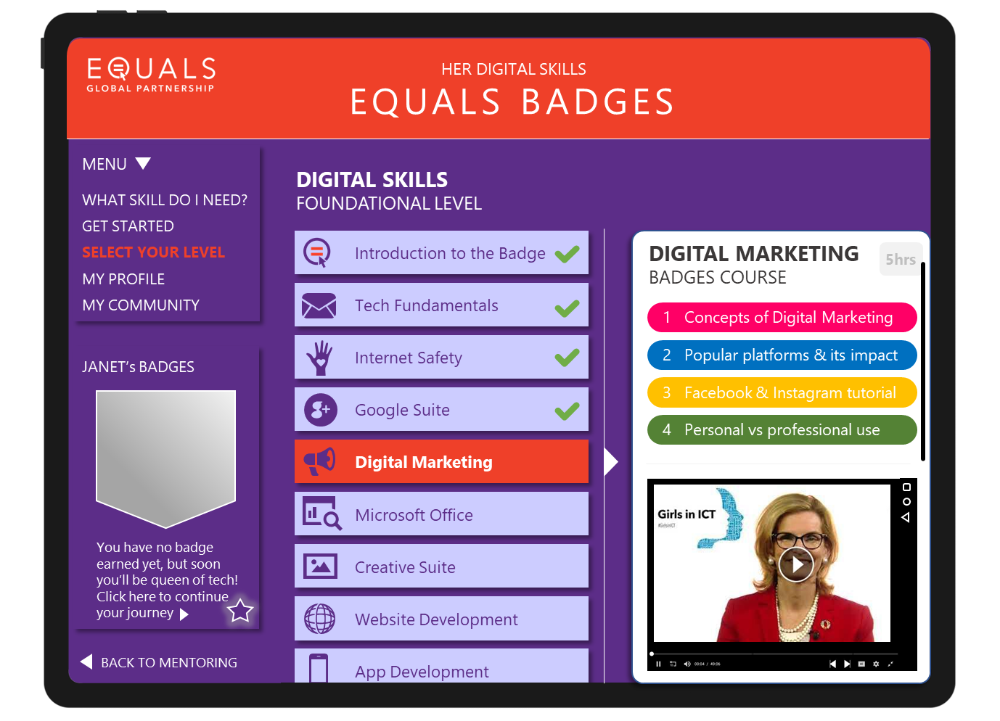 EQUALS
GLOBAL PARTNERSHIP
HER DIGITAL SKILLS
EQUALS BADGES
MENU
WHAT SKILL DO I NEED?
GET STARTED
SELECT YOUR LEVEL
MY PROFILE
MY COMMUNITY
JANET's BADGES
You have no badge
earned yet, but soon
you'll be queen of tech!
Click here to continue
your journey
BACK TO MENTORING
DIGITAL SKILLS
FOUNDATIONAL LEVEL
Introduction to the Badge
Tech Fundamentals
Internet Safety
Google Suite
Digital Marketing
Microsoft Office
Creative Suite
Website Development
App Development
DIGITAL MARKETING
5hrs
BADGES COURSE
1 Concepts of Digital Marketing
2 Popular platforms & its impact
3 Facebook & Instagram tutorial
4 Personal vs professional use
Girls in ICT
#GirlsinICT
00:04 / 49:06